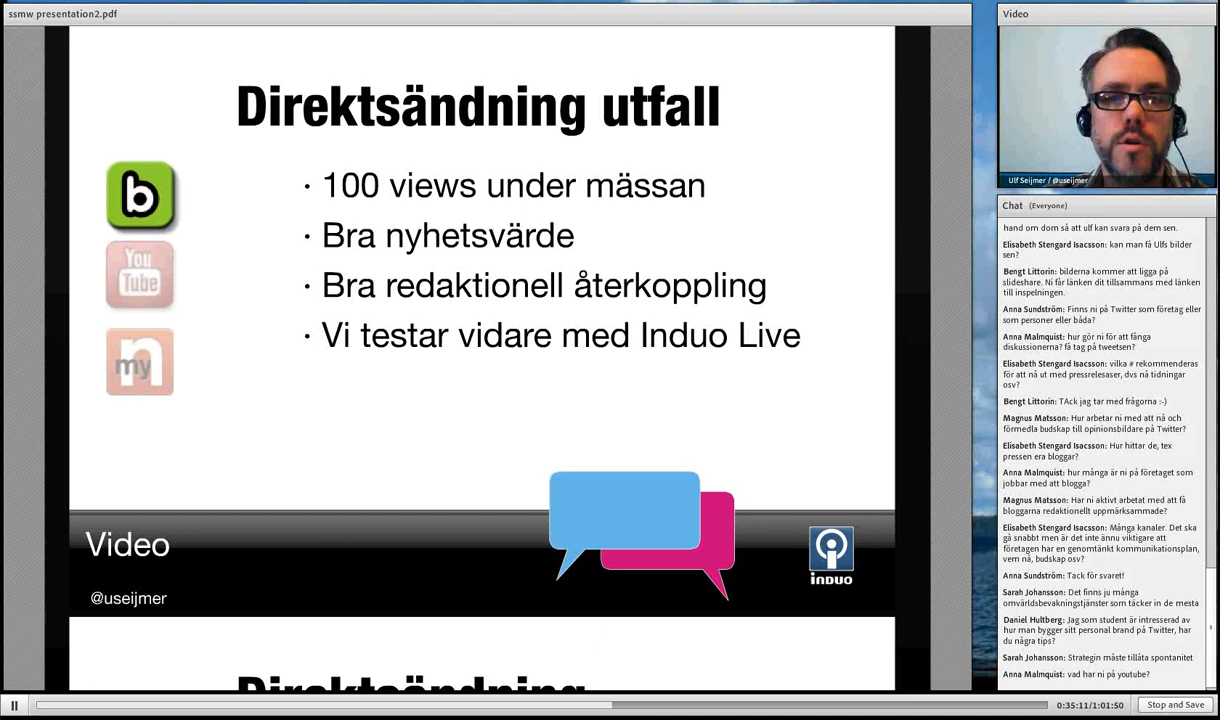 ssmw presentation2.pdf
Direktsändning utfall
· 100 views under mässan
· Bra nyhetsvärde
· Bra redaktionell återkoppling
· Vi testar vidare med Induo Live
b
You
Tube
my n
Video
@useijmer
INDUO
Direktsändning
Video
Ulf Seijmer / @useijmer
Chat (Everyone)
hand om dom så att ulf kan svara på dem sen.
Elisabeth Stengard Isacsson: kan man få Ulfs bilder
sen?
Bengt Littorin: bilderna kommer att ligga på
slideshare. Ni får länken dit tillsammans med länken
till inspelningen.
Anna Sundström: Finns ni på Twitter som företag eller
som personer eller båda?
Anna Malmquist: hur gör ni för att fånga
diskussionerna? få tag på tweetsen?
Elisabeth Stengard Isacsson: vilka # rekommenderas
för att nå ut med pressrelesaser, dvs nå tidningar
osv?
Bengt Littorin: TAck jag tar med frågorna :-)
Magnus Matsson: Hur arbetar ni med att nå och
förmedla budskap till opinionsbildare på Twitter?
Elisabeth Stengard Isacsson: Hur hittar de, tex
pressen era bloggar?
Anna Malmquist: hur många är ni på företaget som
jobbar med att blogga?
Magnus Matsson: Har ni aktivt arbetat med att få
bloggarna redaktionellt uppmärksammade?
Elisabeth Stengard Isacsson: Många kanaler. Det ska
gå snabbt men är det inte ännu viktigare att
företagen har en genomtänkt kommunikationsplan,
vem nå, budskap osv?
Anna Sundström: Tack för svaret!
Sarah Johansson: Det finns ju många
omvärldsbevakningstjänster som täcker in de mesta
Daniel Hultberg: Jag som student är intresserad av
hur man bygger sitt personal brand på Twitter, har
du några tips?
Sarah Johansson: Strategin måste tillåta spontanitet
Anna Malmquist: vad har ni på youtube?
0:35:11/1:01:50
Stop and Save